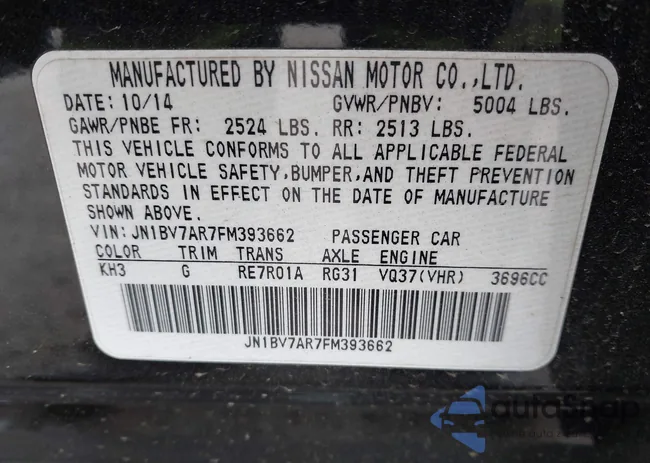 MANUFACTURED BY NISSAN MOTOR CO.,LTD.
DATE: 10/14 GVWR/PNBV: 5004 LBS.
GAWR/PNBE FR: 2524 LBS. RR: 2513 LBS.
THIS VEHICLE CONFORMS TO ALL APPLICABLE FEDERAL
MOTOR VEHICLE SAFETY,BUMPER,AND THEFT PREVENTION
STANDARDS IN EFFECT ON THE DATE OF MANUFACTURE
SHOWN ABOVE.
VIN: JN1BV7AR7FM393662 PASSENGER CAR
COLOR TRIM TRANS AXLE ENGINE
KH3 G RE7R01A RG31 VQ37(VHR) 3696CC
JN1BV7AR7FM393662
autoSnap